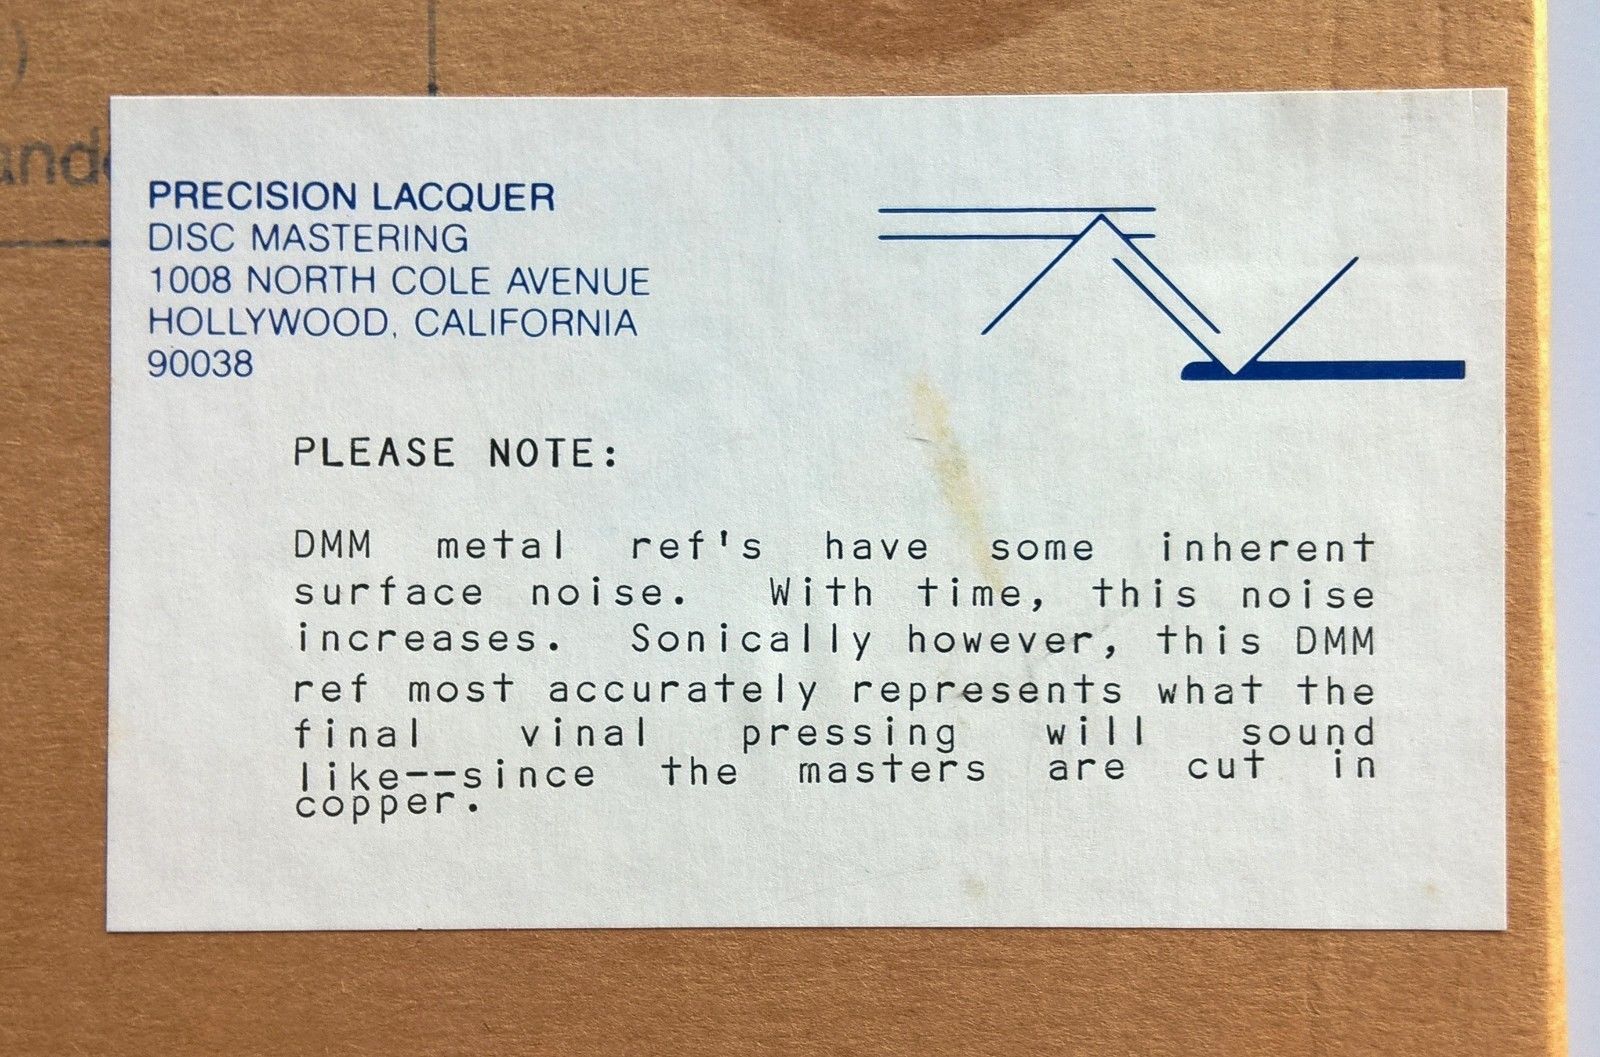 PRECISION LACQUER
DISC MASTERING
1008 NORTH COLE AVENUE
HOLLYWOOD, CALIFORNIA
90038
PLEASE NOTE:
DMM metal ref's have some inherent
surface noise. With time, this noise
increases. Sonically however, this DMM
ref most accurately represents what the
final vinal pressing will sound
like--since the masters are cut in
copper.